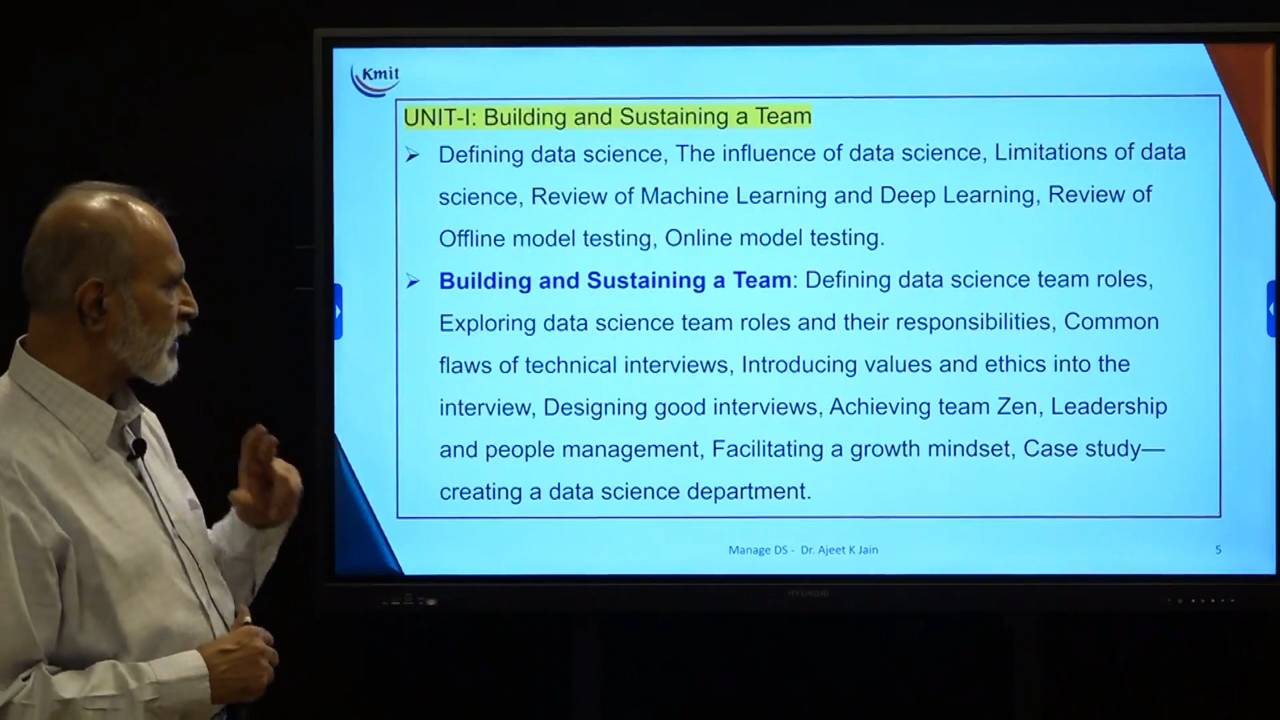 Kmit
UNIT-I: Building and Sustaining a Team
➢ Defining data science, The influence of data science, Limitations of data
science, Review of Machine Learning and Deep Learning, Review of
Offline model testing, Online model testing.
➢ Building and Sustaining a Team: Defining data science team roles,
Exploring data science team roles and their responsibilities, Common
flaws of technical interviews, Introducing values and ethics into the
interview, Designing good interviews, Achieving team Zen, Leadership
and people management, Facilitating a growth mindset, Case study—
creating a data science department.
Manage DS - Dr. Ajeet K Jain
5
HYUNDAI